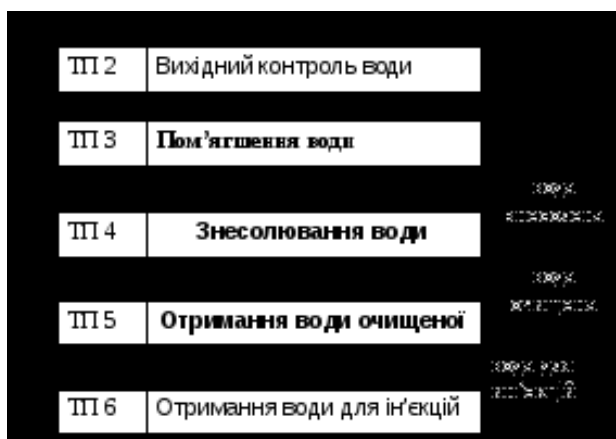 ТП 2 Вихідний контроль води
ТП 3 Пом'ягшення води
ТП 4 Знесолювання води
ТП 5 Отримання води очищеної
ТП 6 Отримання води для ін'єкцій